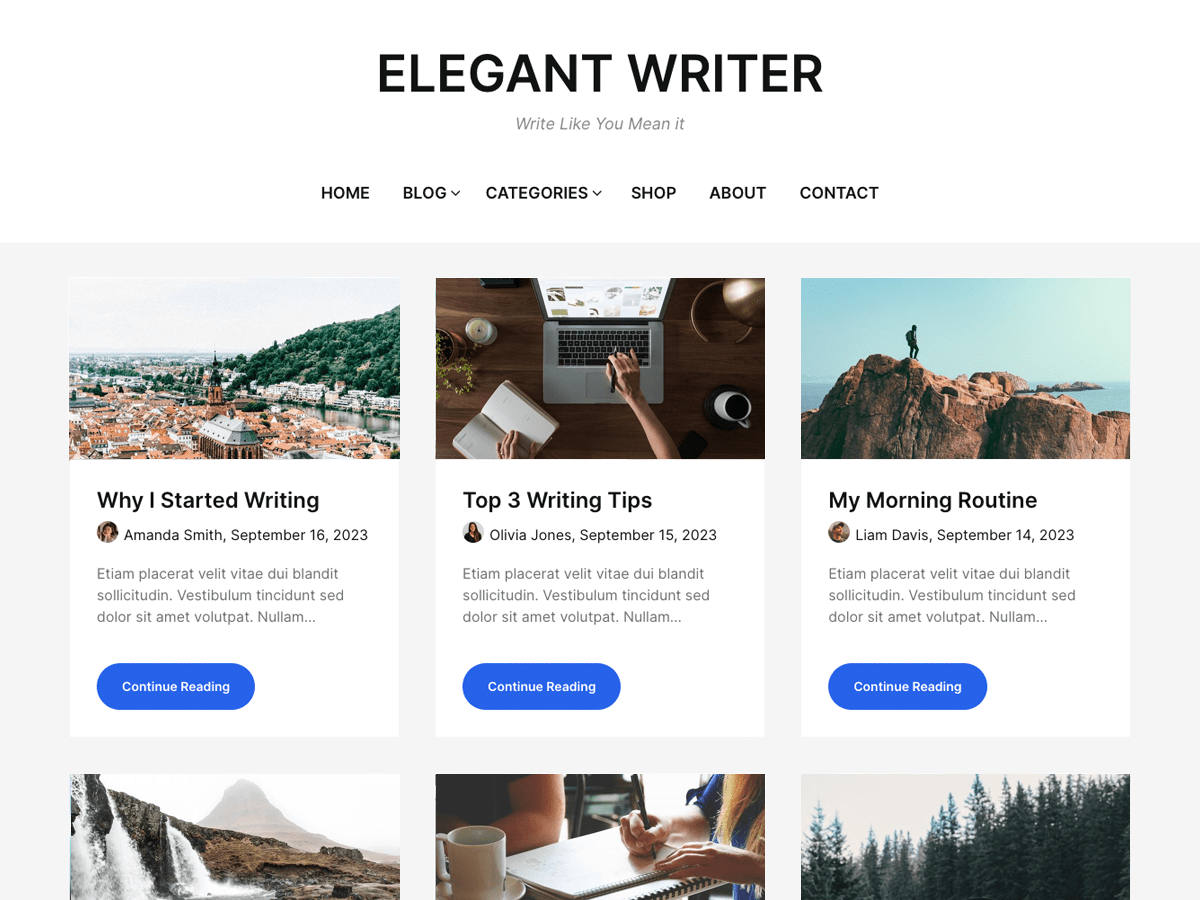 ELEGANT WRITER
Write Like You Mean it
HOME BLOG CATEGORIES SHOP ABOUT CONTACT
Why I Started Writing
Amanda Smith, September 16, 2023
Etiam placerat velit vitae dui blandit
sollicitudin. Vestibulum tincidunt sed
dolor sit amet volutpat. Nullam...
Continue Reading
Top 3 Writing Tips
Olivia Jones, September 15, 2023
Etiam placerat velit vitae dui blandit
sollicitudin. Vestibulum tincidunt sed
dolor sit amet volutpat. Nullam...
Continue Reading
My Morning Routine
Liam Davis, September 14, 2023
Etiam placerat velit vitae dui blandit
sollicitudin. Vestibulum tincidunt sed
dolor sit amet volutpat. Nullam...
Continue Reading